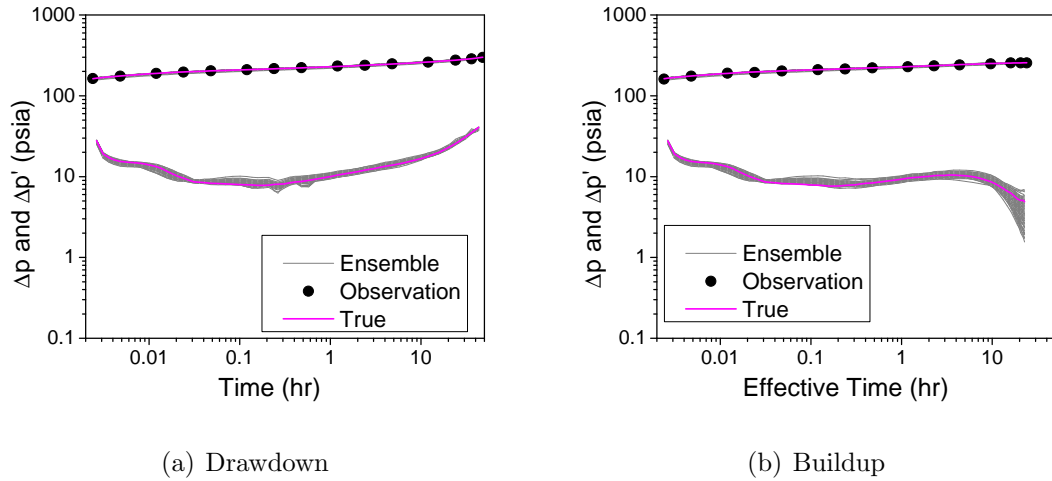 1000
100
10
1
0.1
Δp and Δp' (psia)
Ensemble
Observation
True
0.01 0.1 1 10
Time (hr)
(a) Drawdown
1000
100
10
1
0.1
Δp and Δp' (psia)
Ensemble
Observation
True
0.01 0.1 1 10
Effective Time (hr)
(b) Buildup